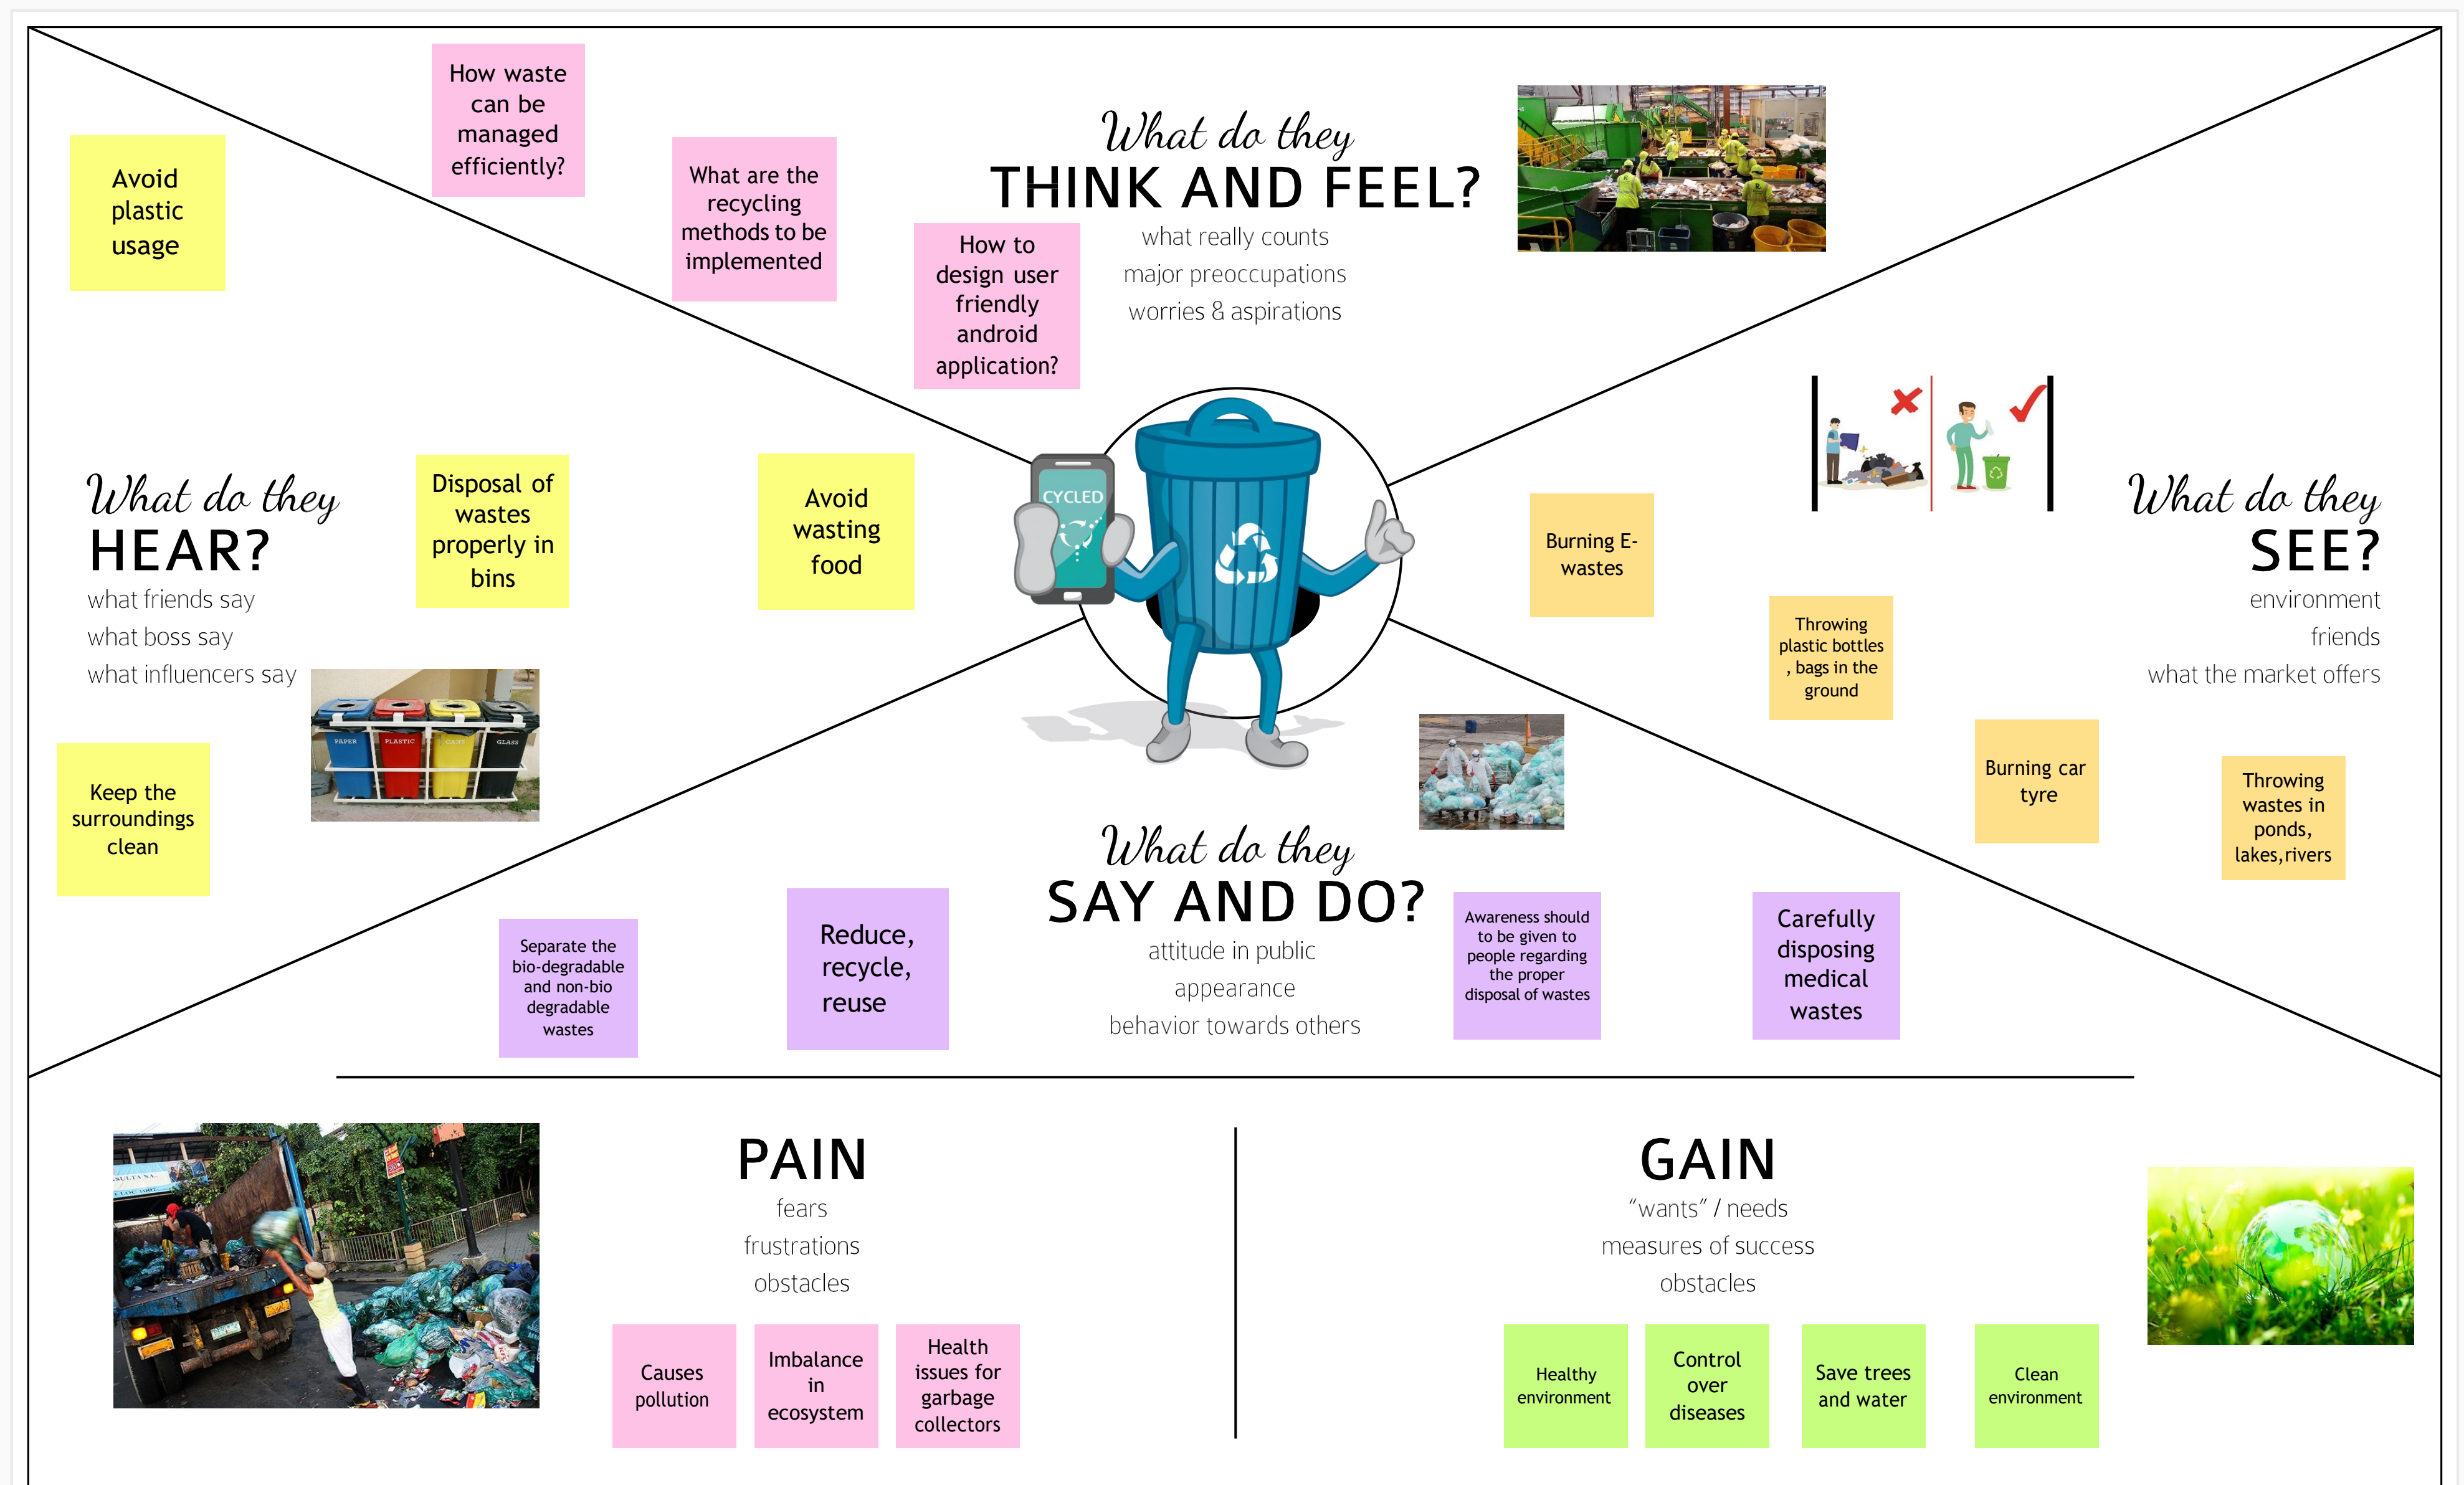 How waste
can be
managed
efficiently?
Avoid
plastic
usage
What are the
recycling
methods to be
implemented
What do they
THINK AND FEEL?
what really counts
major preoccupations
worries & aspirations
How to
design user
friendly
android
application?
What do they
HEAR?
what friends say
what boss say
what influencers say
Disposal of
wastes
properly in
bins
Avoid
wasting
food
Keep the
surroundings
clean
PAPER
PLASTIC
CANS
GLASS
CYCLED
What do they
SEE?
environment
friends
what the market offers
Burning E-
wastes
Throwing
plastic bottles
, bags in the
ground
Burning car
tyre
Throwing
wastes in
ponds,
lakes,rivers
What do they
SAY AND DO?
attitude in public
appearance
behavior towards others
Separate the
bio-degradable
and non-bio
degradable
wastes
Reduce,
recycle,
reuse
Awareness should
to be given to
people regarding
the proper
disposal of wastes
Carefully
disposing
medical
wastes
PAIN
fears
frustrations
obstacles
Causes
pollution
Imbalance
in
ecosystem
Health
issues for
garbage
collectors
GAIN
“wants” / needs
measures of success
obstacles
Healthy
environment
Control
over
diseases
Save trees
and water
Clean
environment